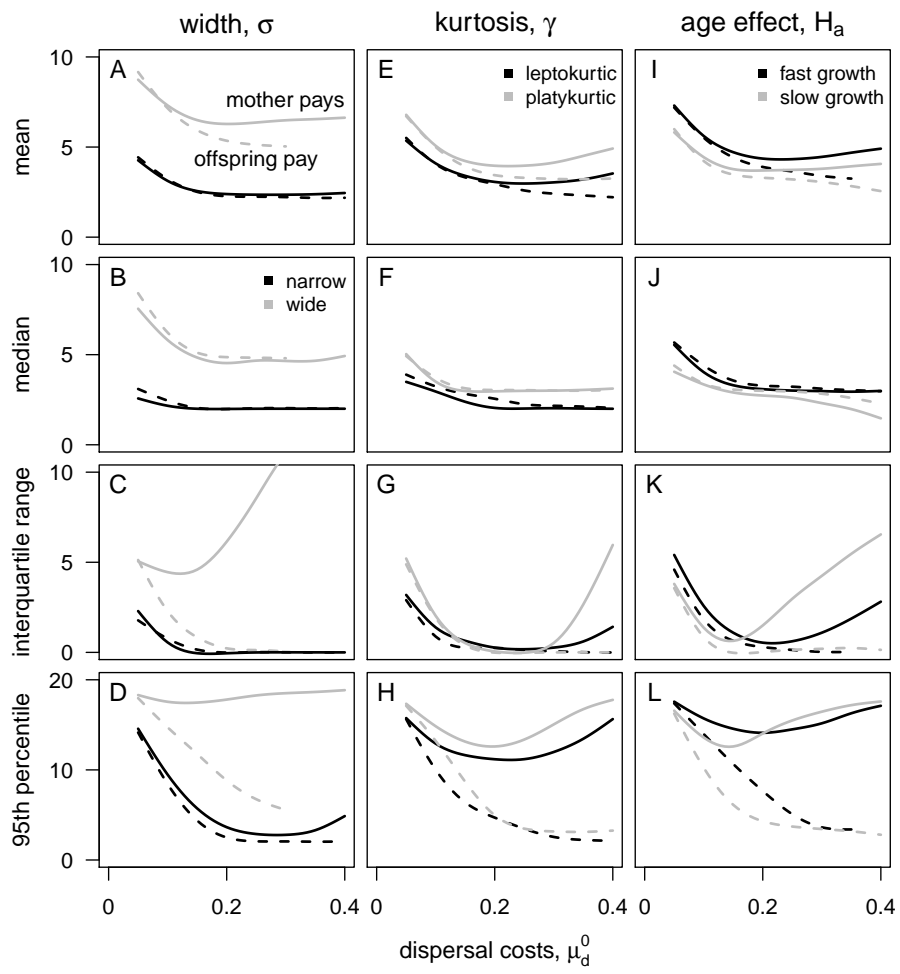 width, σ
kurtosis, γ
age effect, Hₐ
mean
10
5
0
A
mother pays
offspring pay
E
leptokurtic
platykurtic
I
fast growth
slow growth
median
10
5
0
B
narrow
wide
F
J
interquartile range
10
5
0
C
G
K
95th percentile
20
10
0
D
H
L
0 0.2 0.4
0 0.2 0.4
0 0.2 0.4
dispersal costs, μ_d^0